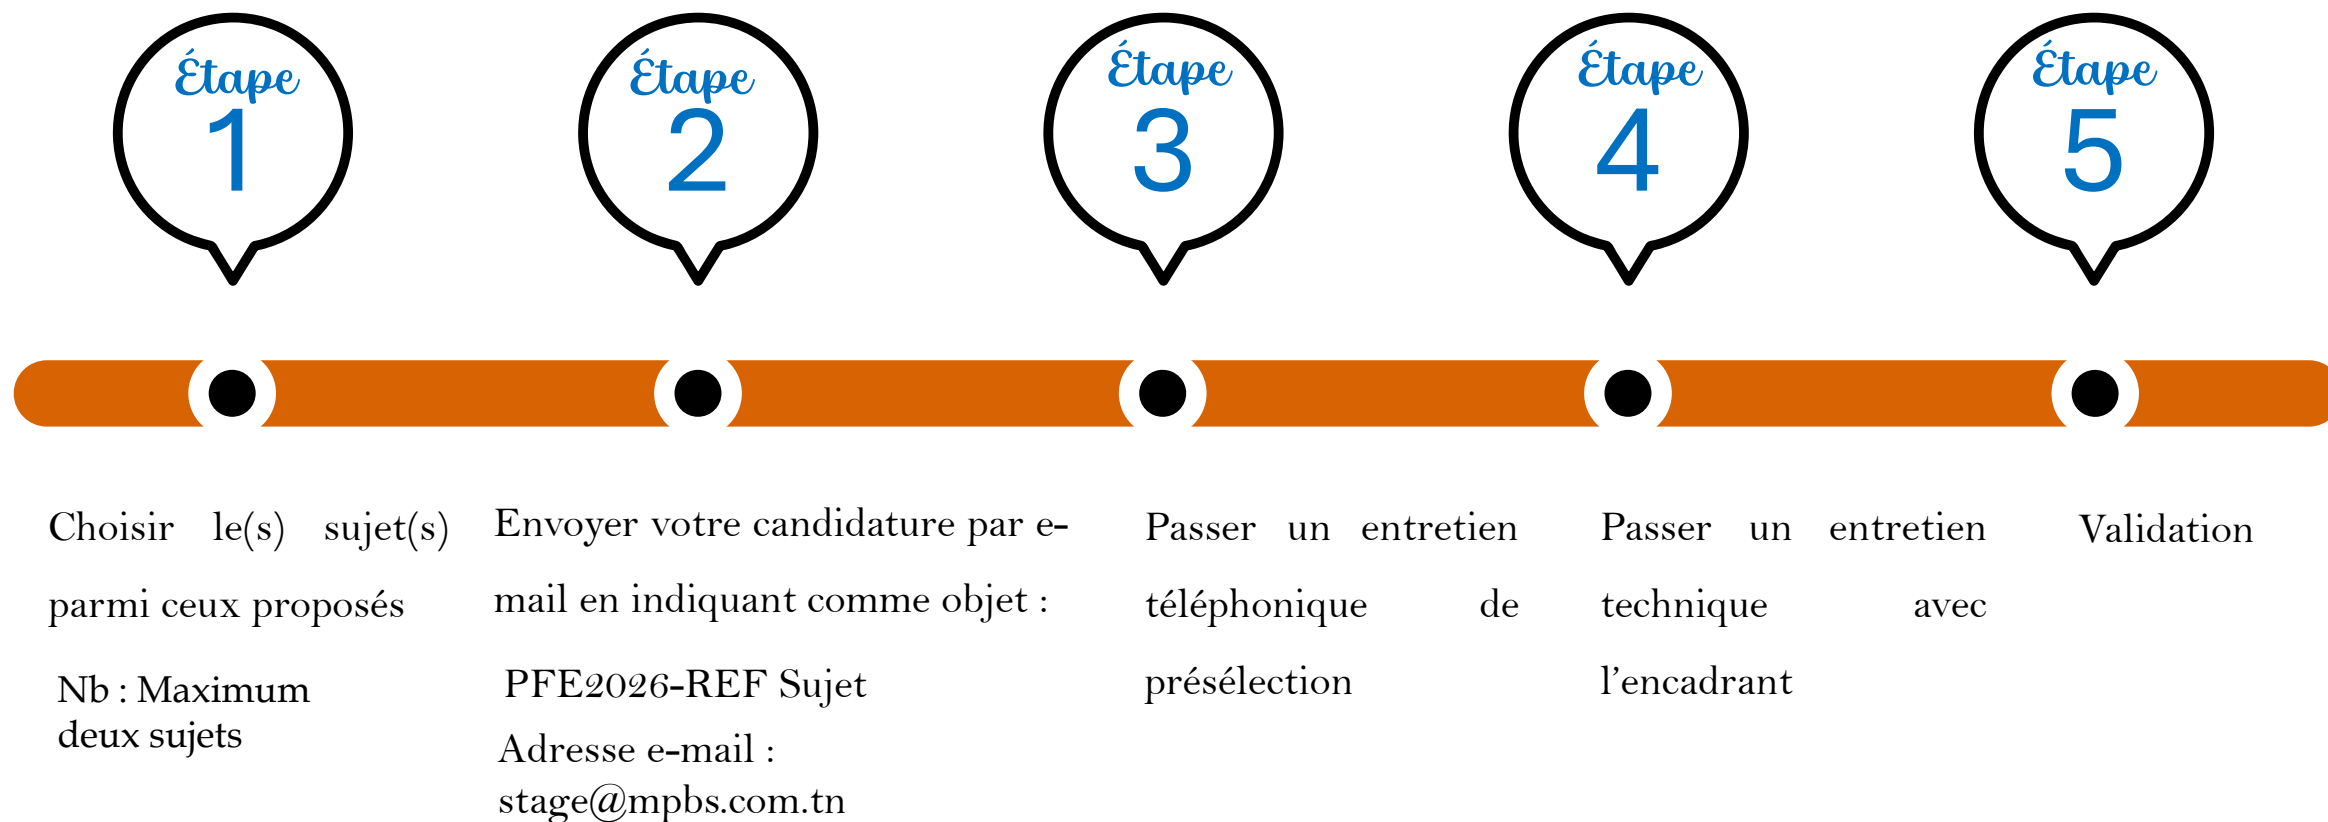 Étape
1
Étape
2
Étape
3
Étape
4
Étape
5
Choisir le(s) sujet(s)
parmi ceux proposés
Nb : Maximum
deux sujets
Envoyer votre candidature par e-
mail en indiquant comme objet :
PFE2026-REF Sujet
Adresse e-mail :
stage@mpbs.com.tn
Passer un entretien
téléphonique de
présélection
Passer un entretien
technique avec
l’encadrant
Validation